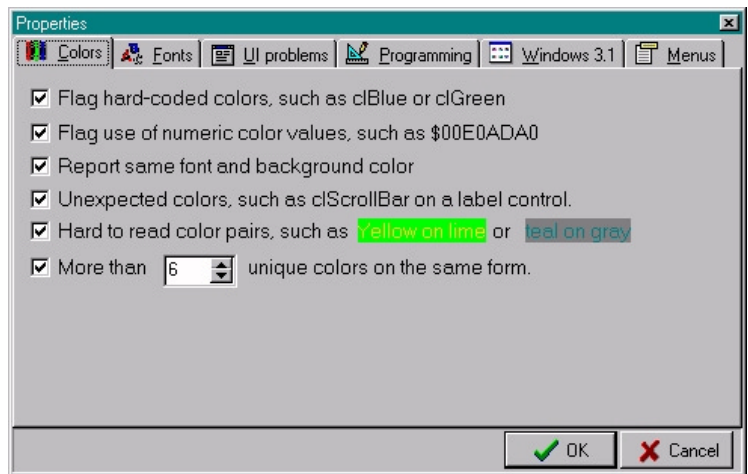 Properties
Colors Fonts UI problems Programming Windows 3.1 Menus
Flag hard-coded colors, such as clBlue or clGreen
Flag use of numeric color values, such as $00E0ADA0
Report same font and background color
Unexpected colors, such as clScrollBar on a label control.
Hard to read color pairs, such as Yellow on lime or teal on gray
More than 6 unique colors on the same form.
OK Cancel